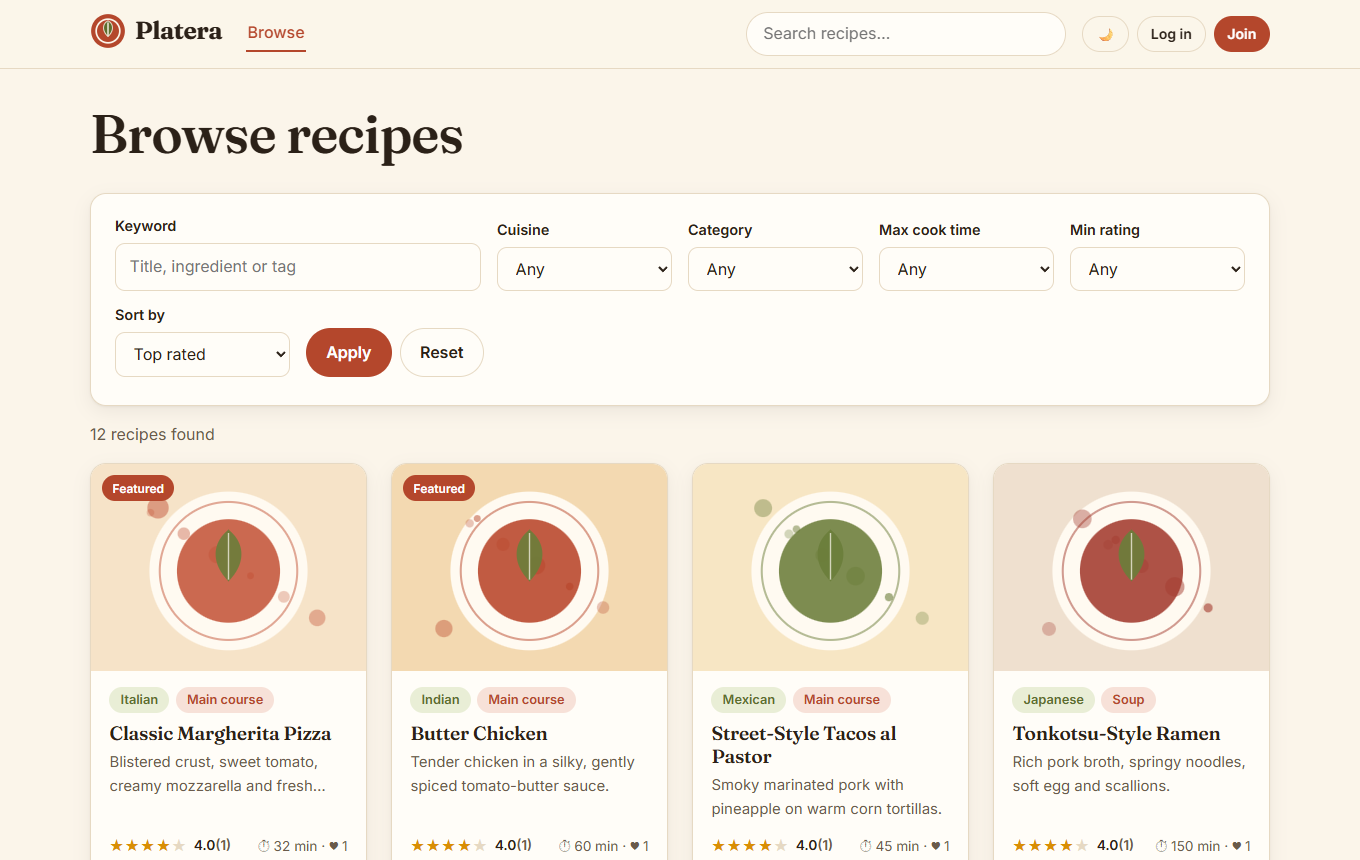 Platera
Browse
Search recipes...
Log in
Join
Browse recipes
Keyword
Title, ingredient or tag
Cuisine
Any
Category
Any
Max cook time
Any
Min rating
Any
Sort by
Top rated
Apply
Reset
12 recipes found
Featured
Italian
Main course
Classic Margherita Pizza
Blistered crust, sweet tomato,
creamy mozzarella and fresh...
★★★★★ 4.0(1)
⏱ 32 min · ♥ 1
Featured
Indian
Main course
Butter Chicken
Tender chicken in a silky, gently
spiced tomato-butter sauce.
★★★★★ 4.0(1)
⏱ 60 min · ♥ 1
Mexican
Main course
Street-Style Tacos al
Pastor
Smoky marinated pork with
pineapple on warm corn tortillas.
★★★★★ 4.0(1)
⏱ 45 min · ♥ 1
Japanese
Soup
Tonkotsu-Style Ramen
Rich pork broth, springy noodles,
soft egg and scallions.
★★★★★ 4.0(1)
⏱ 150 min · ♥ 1